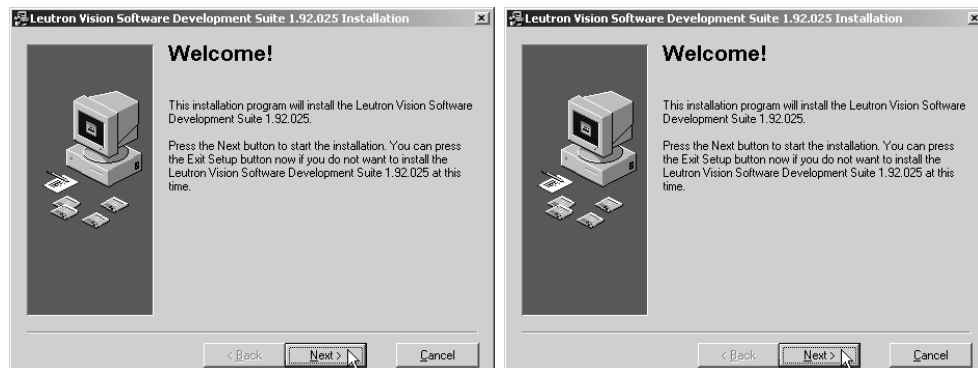 Leutron Vision Software Development Suite 1.92.025 Installation
Welcome!
This installation program will install the Leutron Vision Software
Development Suite 1.92.025.
Press the Next button to start the installation. You can press
the Exit Setup button now if you do not want to install the
Leutron Vision Software Development Suite 1.92.025 at this
time.
< Back
Next >
Cancel
Leutron Vision Software Development Suite 1.92.025 Installation
Welcome!
This installation program will install the Leutron Vision Software
Development Suite 1.92.025.
Press the Next button to start the installation. You can press
the Exit Setup button now if you do not want to install the
Leutron Vision Software Development Suite 1.92.025 at this
time.
< Back
Next >
Cancel